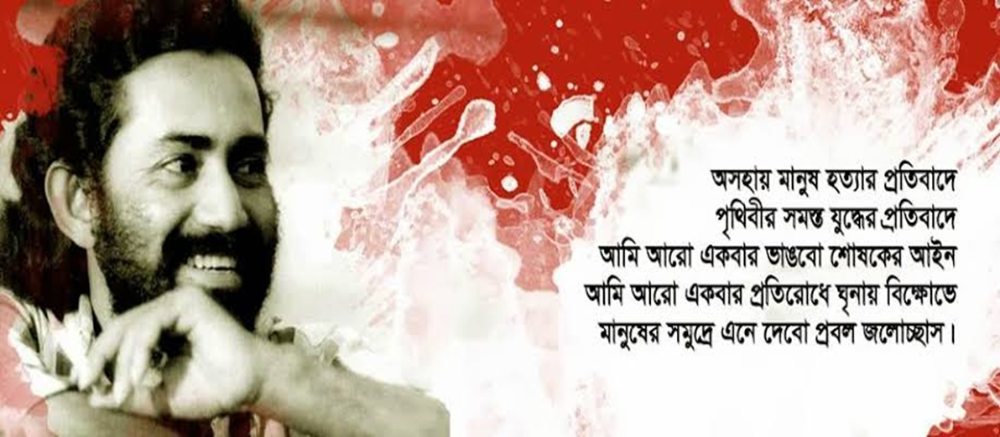 অসহায় মানুষ হত্যার প্রতিবাদে
পৃথিবীর সমস্ত যুদ্ধের প্রতিবাদে
আমি আরো একবার ভাঙবো শোষকের আইন
আমি আরো একবার প্রতিরোধে ঘৃনায় বিক্ষোভে
মানুষের সমুদ্রে এনে দেবো প্রবল জলোচ্ছাস।